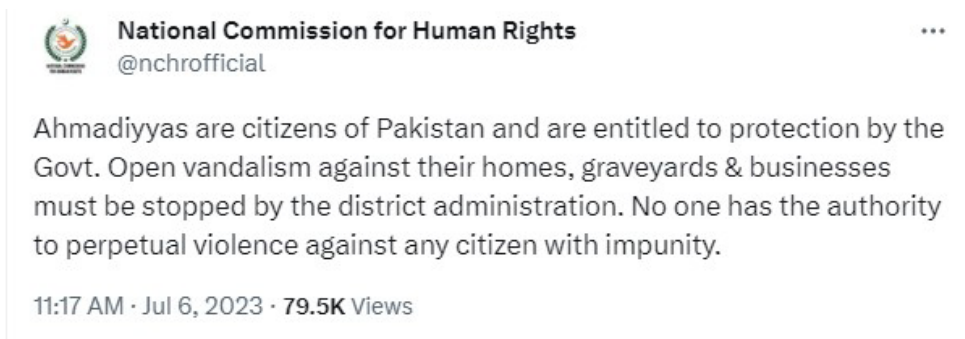 National Commission for Human Rights
@nchrofficial
Ahmadiyyas are citizens of Pakistan and are entitled to protection by the
Govt. Open vandalism against their homes, graveyards & businesses
must be stopped by the district administration. No one has the authority
to perpetual violence against any citizen with impunity.
11:17 AM · Jul 6, 2023 · 79.5K Views